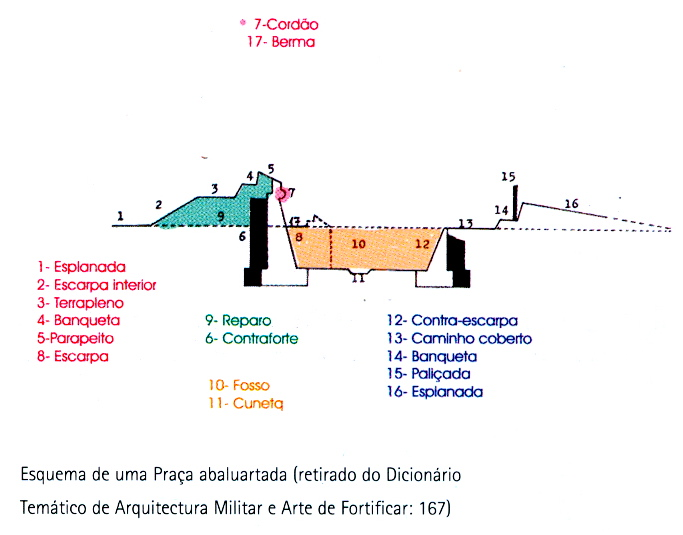 * 7-Cordão
17- Berma
15
5
4
7
3
2
16
14
1
9
17
13
6
8
10
12
11
1- Esplanada
2- Escarpa interior
3- Terrapleno
4- Banqueta
5-Parapeito
8- Escarpa
9- Reparo
6- Contraforte
10- Fosso
11- Cuneta
12- Contra-escarpa
13- Caminho coberto
14- Banqueta
15- Paliçada
16- Esplanada
Esquema de uma Praça abaluartada (retirado do Dicionário
Temático de Arquitectura Militar e Arte de Fortificar: 167)